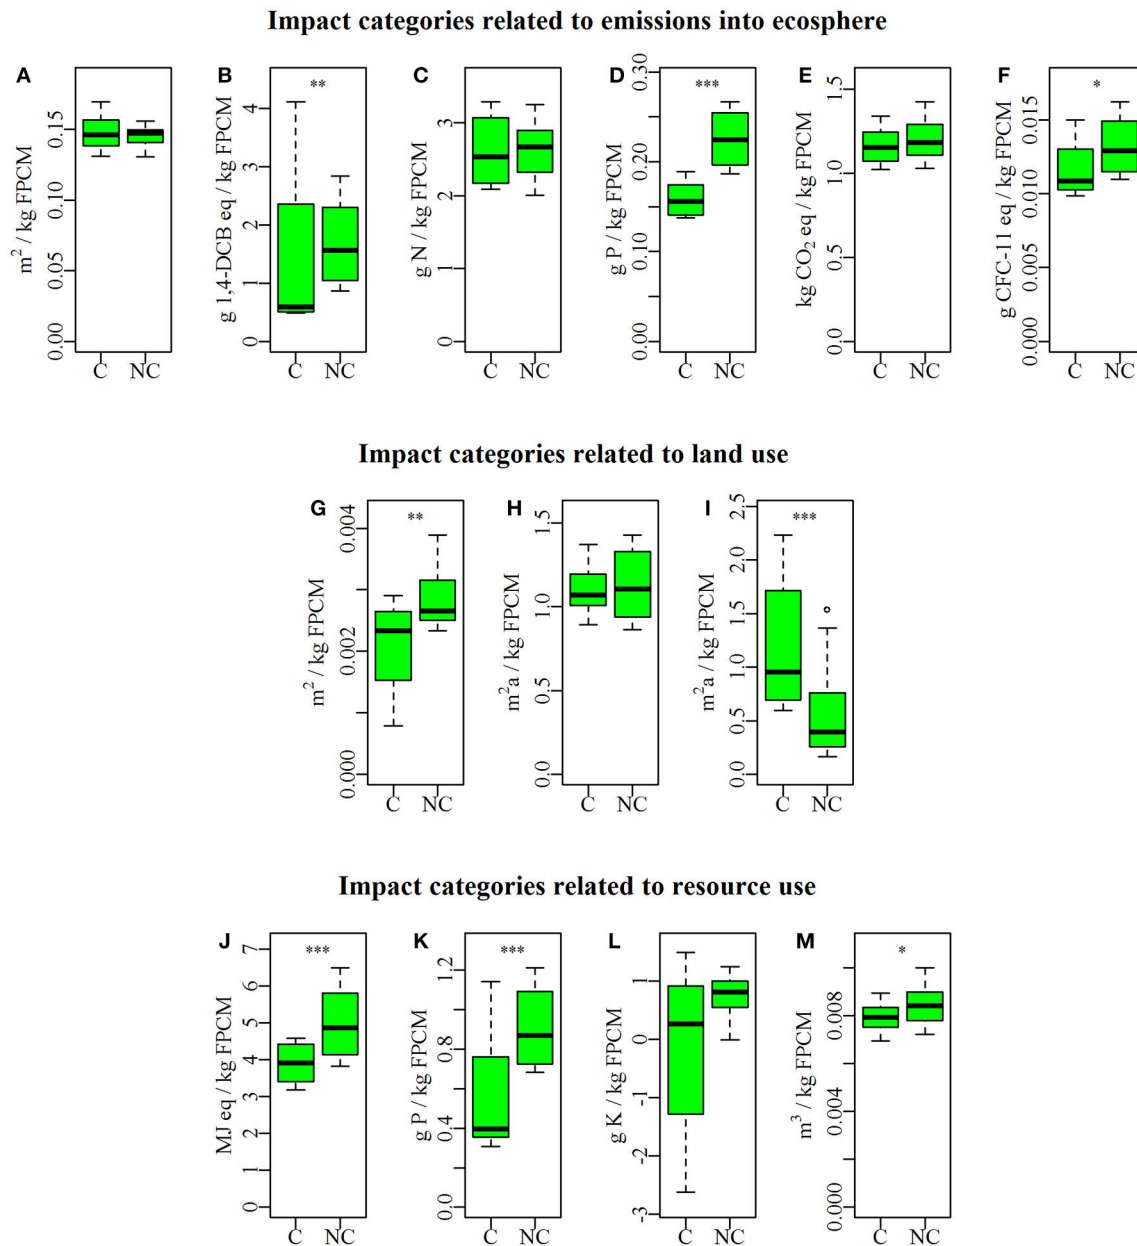 Impact categories related to emissions into ecosphere
A
m² / kg FPCM
0.00
0.05
0.10
0.15
C NC
B
g 1,4-DCB eq / kg FPCM
0
1
2
3
4
**
C NC
C
g N / kg FPCM
0
1
2
3
C NC
D
g P / kg FPCM
0.00
0.10
0.20
0.30
***
C NC
E
kg CO₂ eq / kg FPCM
0.0
0.5
1.0
1.5
C NC
F
g CFC-11 eq / kg FPCM
0.000
0.005
0.010
0.015
*
C NC
Impact categories related to land use
G
m² / kg FPCM
0.000
0.002
0.004
**
C NC
H
m²a / kg FPCM
0.0
0.5
1.0
1.5
C NC
I
m²a / kg FPCM
0.0
0.5
1.0
1.5
2.0
2.5
***
C NC
Impact categories related to resource use
J
MJ eq / kg FPCM
0
1
2
3
4
5
6
7
***
C NC
K
g P / kg FPCM
0.0
0.4
0.8
1.2
***
C NC
L
g K / kg FPCM
-3
-2
-1
0
1
C NC
M
m³ / kg FPCM
0.000
0.004
0.008
*
C NC